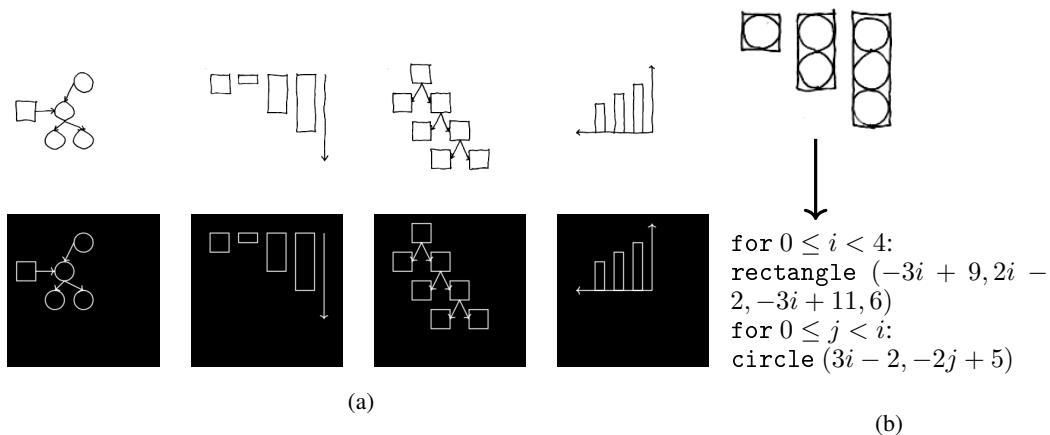 for 0 ≤ i < 4:
rectangle (−3i + 9, 2i −
2, −3i + 11, 6)
for 0 ≤ j < i:
circle (3i − 2, −2j + 5)
(a)
(b)